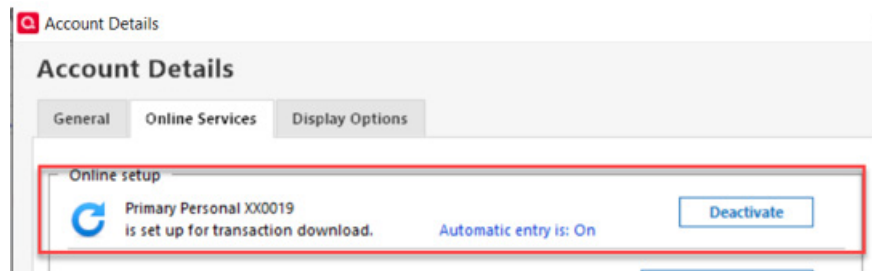 Account Details
Account Details
General Online Services Display Options
Online setup
Primary Personal XX0019
is set up for transaction download. Automatic entry is: On
Deactivate